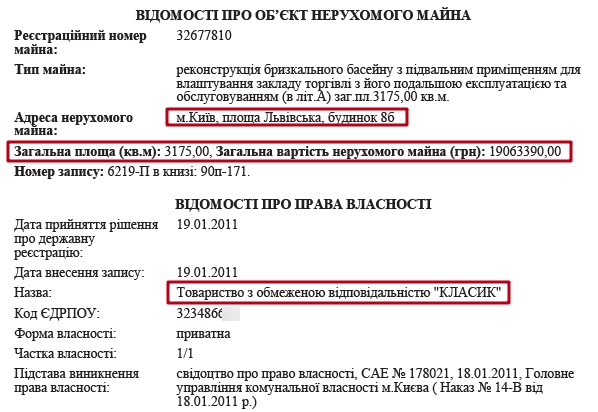 ВІДОМОСТІ ПРО ОБ’ЄКТ НЕРУХОМОГО МАЙНА
Реєстраційний номер майна: 32677810
Тип майна: реконструкція бризкального басейну з підвальним приміщенням для
влаштування закладу торгівлі з його подальшою експлуатацією та
обслуговуванням (в літ.А) заг.пл.3175,00 кв.м.
Адреса нерухомого майна: м.Київ, площа Львівська, будинок 8б
Загальна площа (кв.м): 3175,00, Загальна вартість нерухомого майна (грн): 19063390,00
Номер запису: 6219-П в книзі: 90п-171.
ВІДОМОСТІ ПРО ПРАВА ВЛАСНОСТІ
Дата прийняття рішення про державну реєстрацію: 19.01.2011
Дата внесення запису: 19.01.2011
Назва: Товариство з обмеженою відповідальністю "КЛАСИК"
Код ЄДРПОУ: 3234866
Форма власності: приватна
Частка власності: 1/1
Підстава виникнення права власності: свідоцтво про право власності, САЕ № 178021, 18.01.2011, Головне
управління комунальної власності м.Києва ( Наказ № 14-В від
18.01.2011 р.)